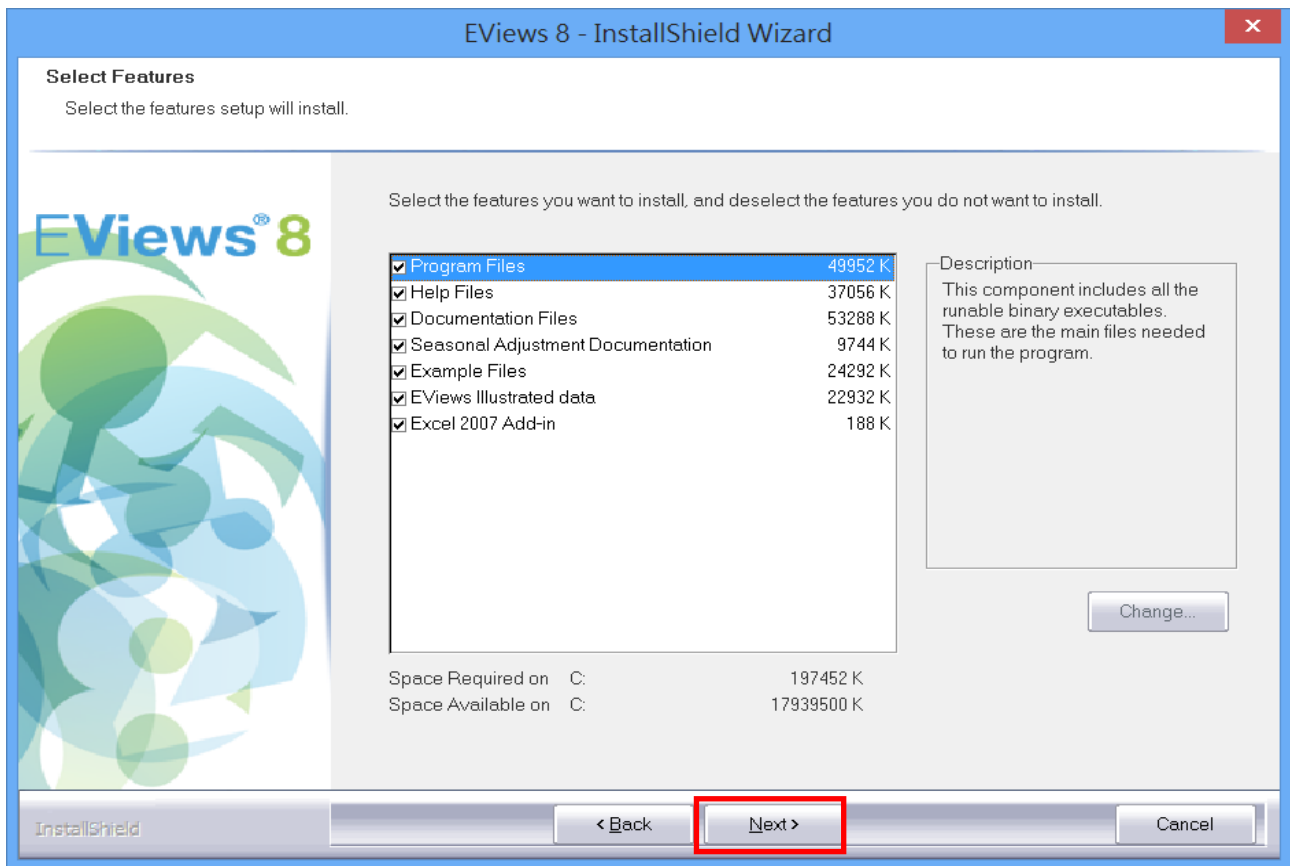 EViews 8 - InstallShield Wizard
Select Features
Select the features setup will install.
EViews® 8
Select the features you want to install, and deselect the features you do not want to install.
Program Files 49952 K
Help Files 37056 K
Documentation Files 53288 K
Seasonal Adjustment Documentation 9744 K
Example Files 24292 K
EViews Illustrated data 22932 K
Excel 2007 Add-in 188 K
Description
This component includes all the
runable binary executables.
These are the main files needed
to run the program.
Change...
Space Required on C: 197452 K
Space Available on C: 17939500 K
InstallShield
< Back
Next >
Cancel